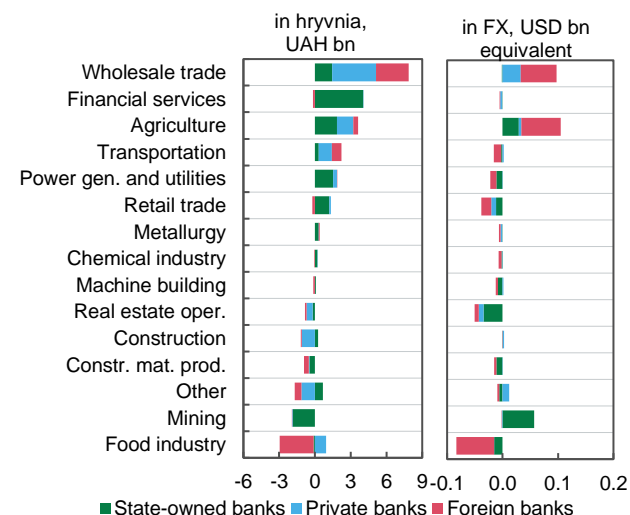 in hryvnia,
UAH bn
in FX, USD bn
equivalent
Wholesale trade
Financial services
Agriculture
Transportation
Power gen. and utilities
Retail trade
Metallurgy
Chemical industry
Machine building
Real estate oper.
Construction
Constr. mat. prod.
Other
Mining
Food industry
-6 -3 0 3 6 9
-0.1 0.0 0.1 0.2
State-owned banks Private banks Foreign banks